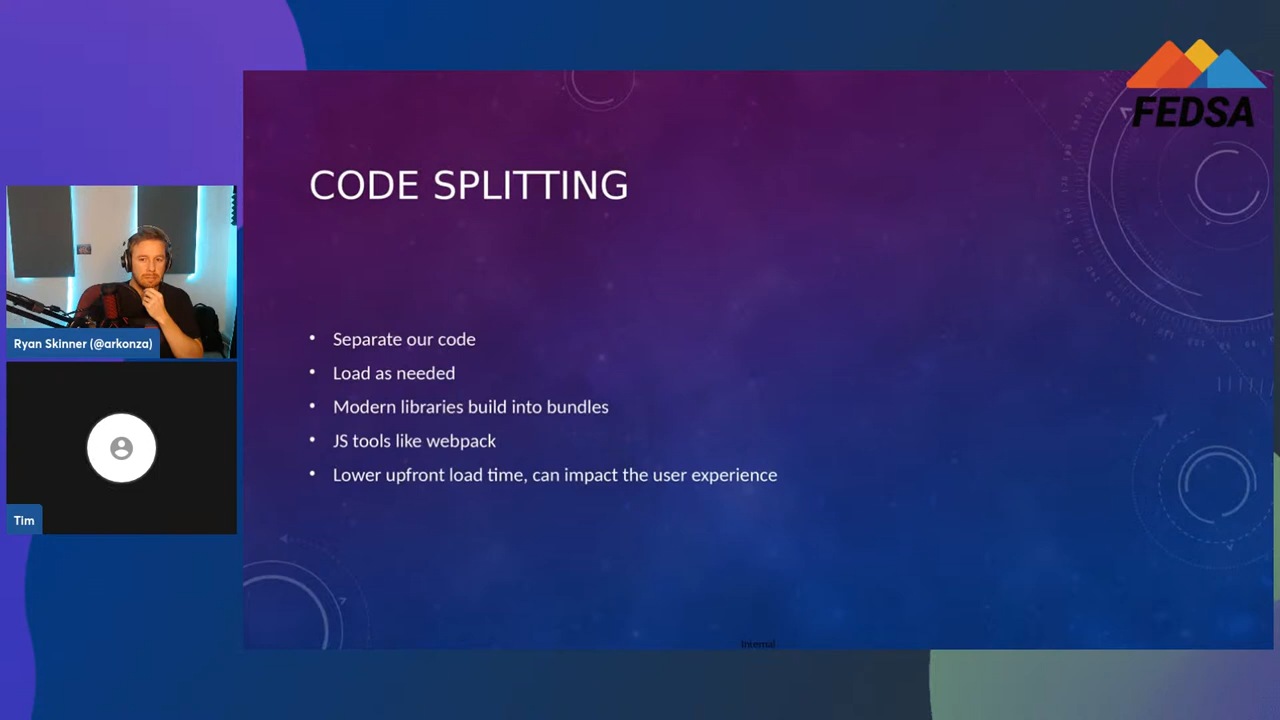 FEDSA
CODE SPLITTING
Separate our code
Load as needed
Modern libraries build into bundles
JS tools like webpack
Lower upfront load time, can impact the user experience
Ryan Skinner (@arkonza)
Tim
Internal